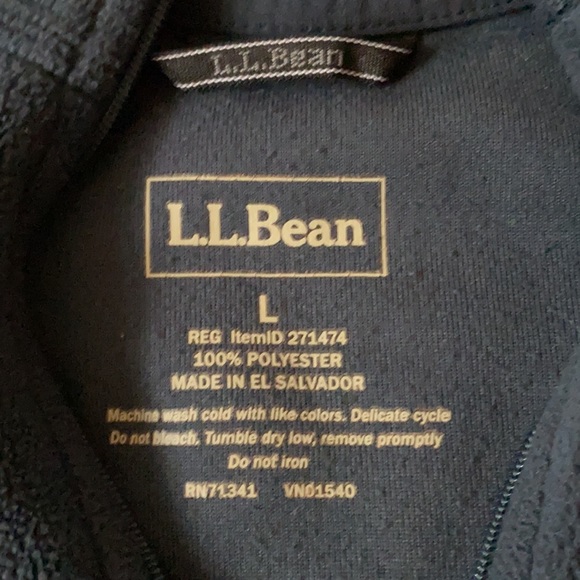 L.L.Bean
L.L.Bean
L
REG ItemID 271474
100% POLYESTER
MADE IN EL SALVADOR
Machine wash cold with like colors. Delicate cycle
Do not bleach. Tumble dry low, remove promptly
Do not iron
RN71341 VN01540